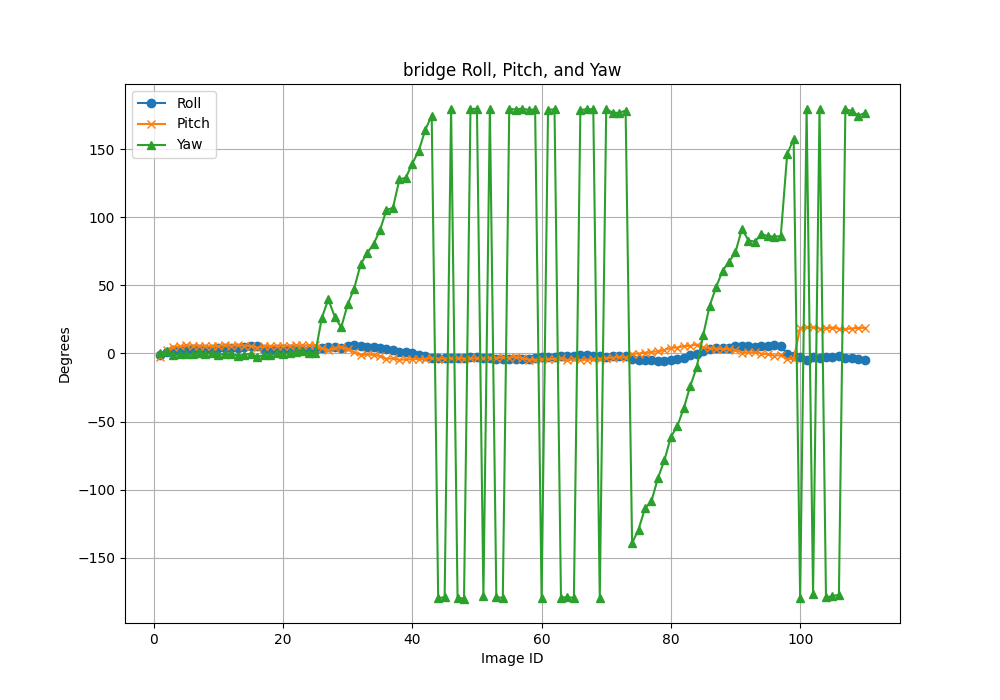 bridge Roll, Pitch, and Yaw
Roll
Pitch
Yaw
Degrees
150
100
50
0
−50
−100
−150
0 20 40 60 80 100
Image ID